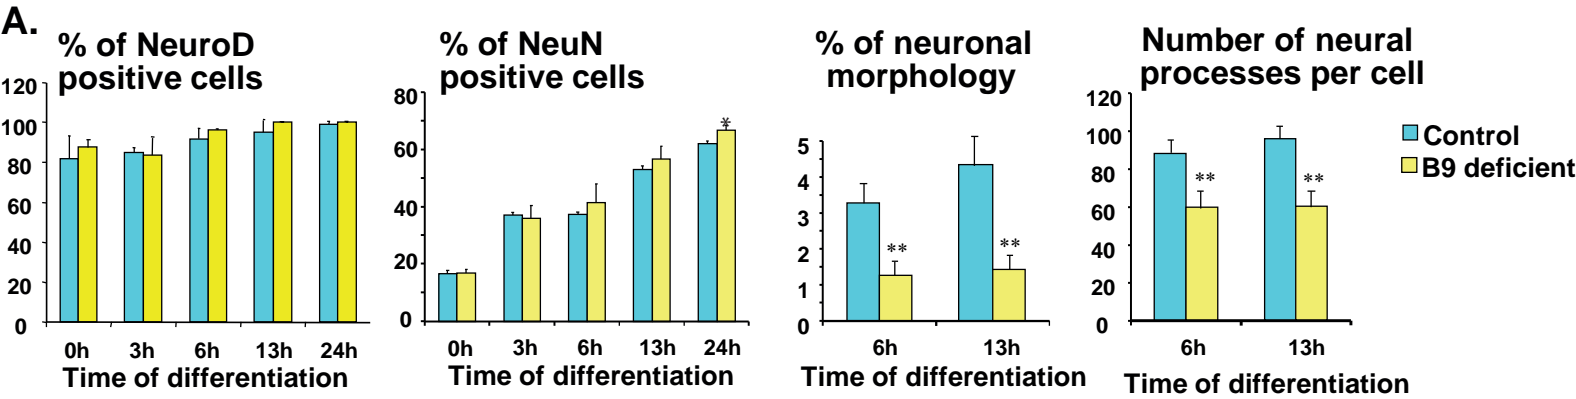 A.
% of NeuroD
positive cells
120
100
80
60
40
20
0
0h 3h 6h 13h 24h
Time of differentiation
% of NeuN
positive cells
80
60
40
20
0
*
0h 3h 6h 13h 24h
Time of differentiation
% of neuronal
morphology
5
4
3
2
1
0
** **
6h 13h
Time of differentiation
Number of neural
processes per cell
120
100
80
60
40
20
0
** **
6h 13h
Time of differentiation
Control
B9 deficient